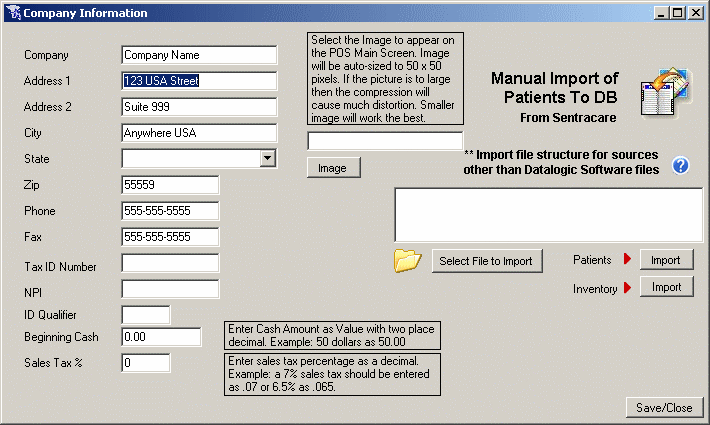 Company Information
Company
Company Name
Address 1
123 USA Street
Address 2
Suite 999
City
Anywhere USA
State
Zip
55559
Phone
555-555-5555
Fax
555-555-5555
Tax ID Number
NPI
ID Qualifier
Beginning Cash
0.00
Sales Tax %
0
Enter Cash Amount as Value with two place
decimal. Example: 50 dollars as 50.00
Enter sales tax percentage as a decimal.
Example: a 7% sales tax should be entered
as .07 or 6.5% as .065.
Select the Image to appear on
the POS Main Screen. Image
will be auto-sized to 50 x 50
pixels. If the picture is to large
then the compression will
cause much distortion. Smaller
image will work the best.
Image
Manual Import of
Patients To DB
From Sentracare
** Import file structure for sources
other than Datalogic Software files
?
Select File to Import
Patients
Import
Inventory
Import
Save/Close